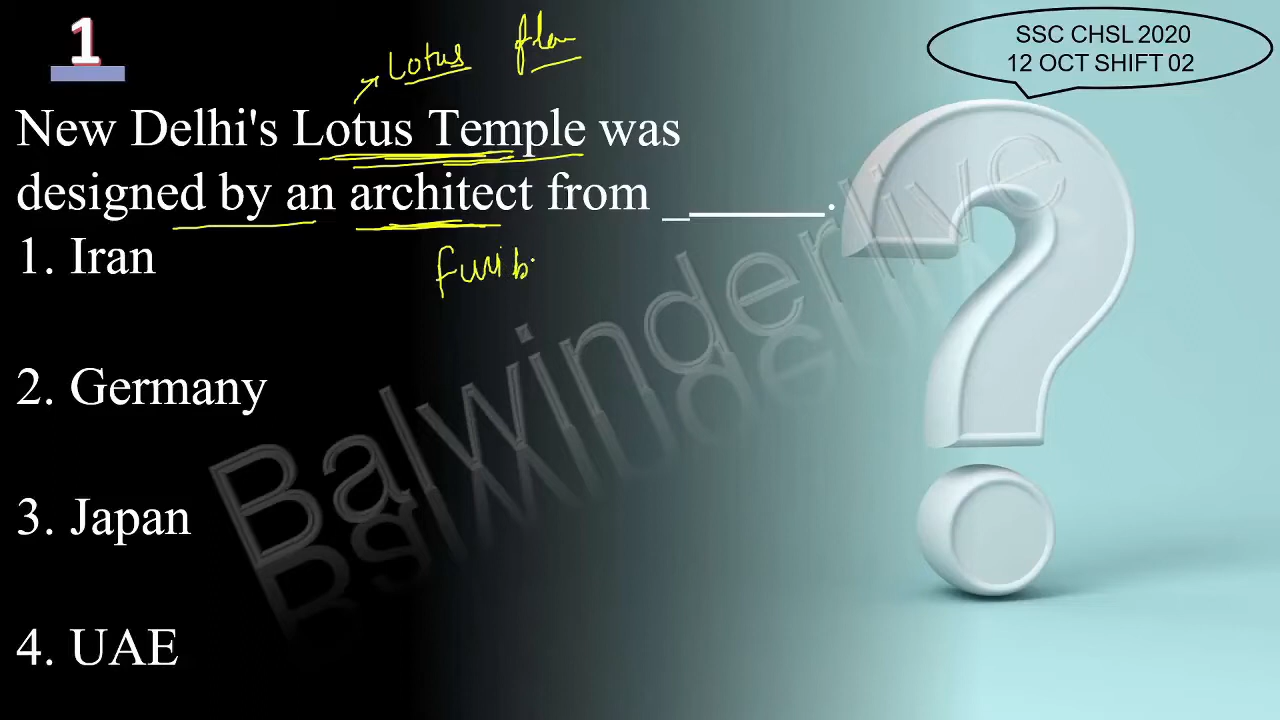 1
SSC CHSL 2020
12 OCT SHIFT 02
Lotus
New Delhi's Lotus Temple was
designed by an architect from ______.
1. Iran
Furib
2. Germany
3. Japan
4. UAE
Balwinderlive